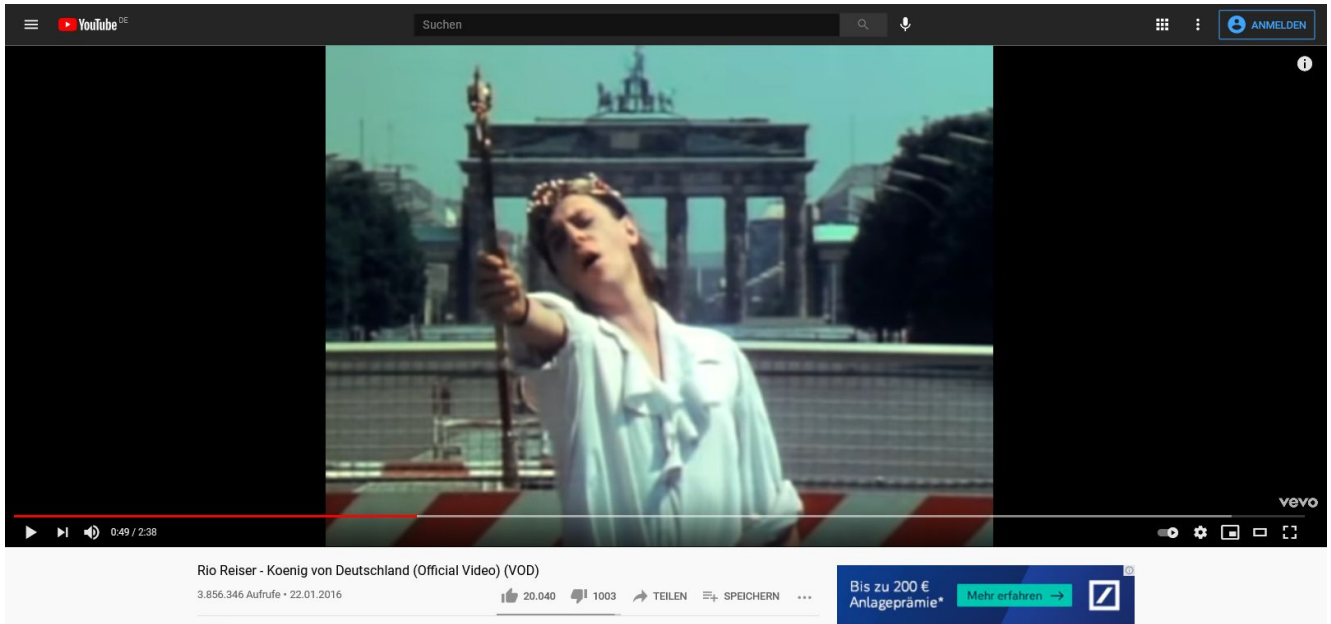 YouTube DE
Suchen
ANMELDEN
vevo
0:49 / 2:38
Rio Reiser - Koenig von Deutschland (Official Video) (VOD)
3.856.346 Aufrufe • 22.01.2016
20.040
1003
TEILEN
SPEICHERN
Bis zu 200 €
Anlageprämie*
Mehr erfahren →